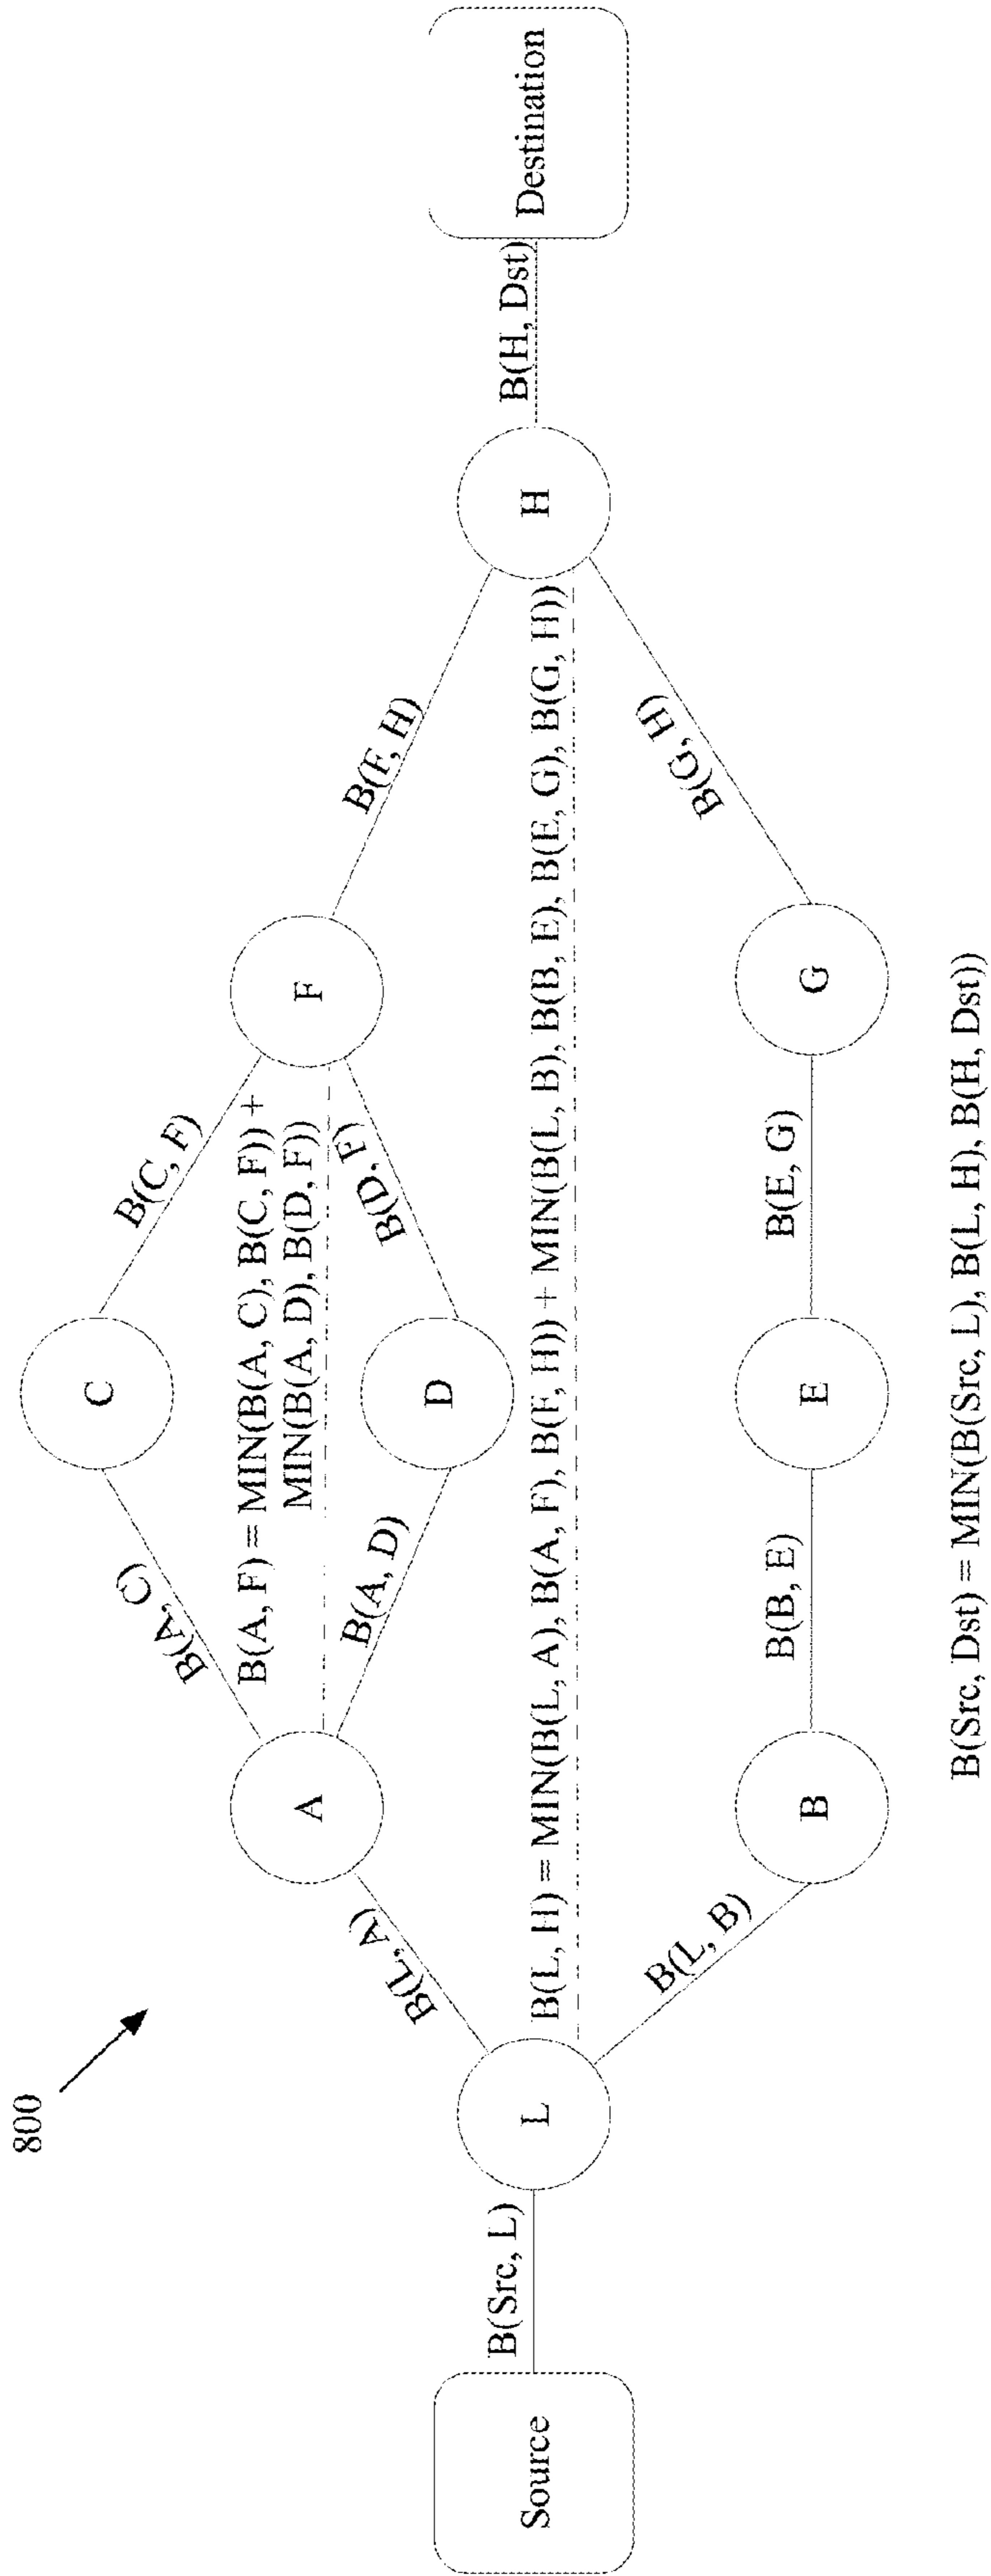 800
Source
B(Src, L)
L
B(L, A)
B(L, B)
A
B
B(A, C)
B(A, D)
B(B, E)
C
D
E
B(A, F) = MIN(B(A, C), B(C, F)) +
MIN(B(A, D), B(D, F))
B(L, H) = MIN(B(L, A), B(A, F), B(F, H)) + MIN(B(L, B), B(B, E), B(E, G), B(G, H))
B(C, F)
B(D, F)
B(E, G)
F
G
B(F, H)
B(G, H)
H
B(H, Dst)
Destination
B(Src, Dst) = MIN(B(Src, L), B(L, H), B(H, Dst))